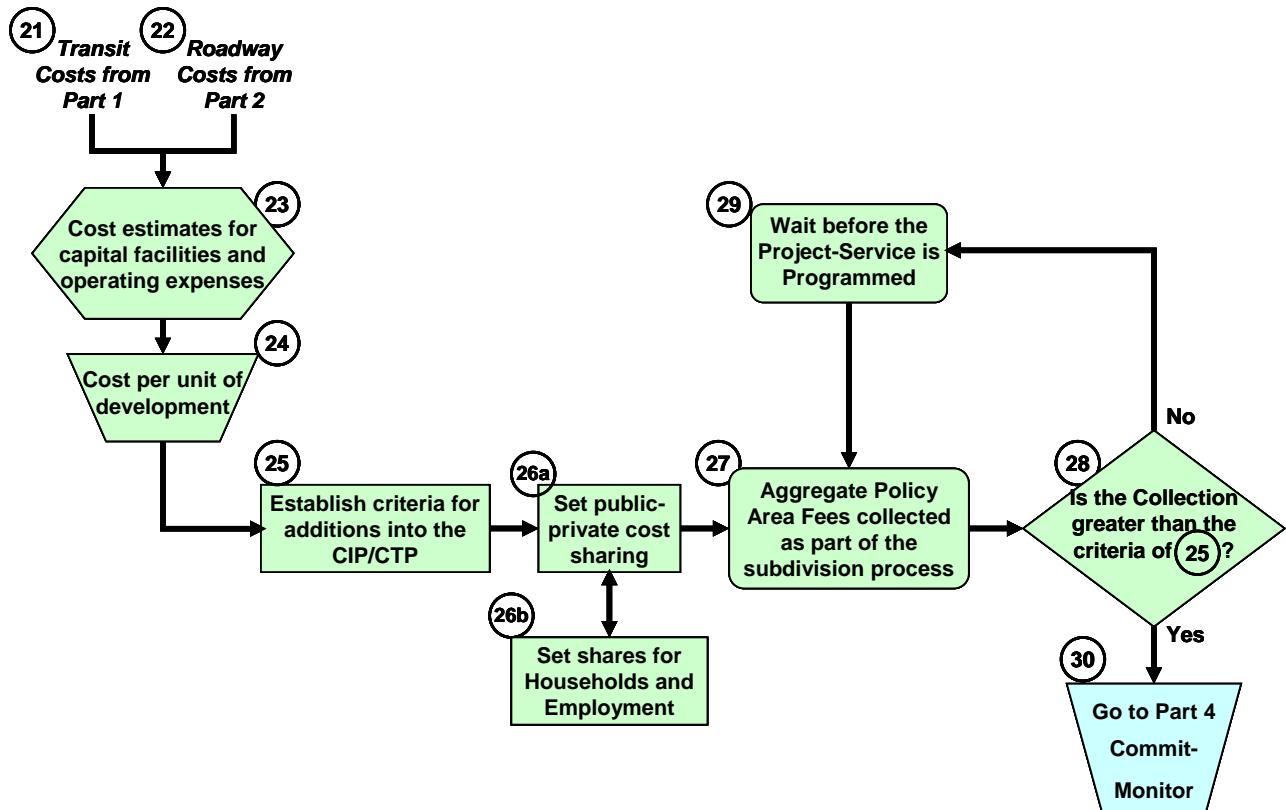 21
Transit
Costs from
Part 1
22
Roadway
Costs from
Part 2
23
Cost estimates for
capital facilities and
operating expenses
24
Cost per unit of
development
25
Establish criteria for
additions into the
CIP/CTP
26a
Set public-
private cost
sharing
26b
Set shares for
Households and
Employment
27
Aggregate Policy
Area Fees collected
as part of the
subdivision process
28
Is the Collection
greater than the
criteria of 25 ?
No
29
Wait before the
Project-Service is
Programmed
Yes
30
Go to Part 4
Commit-
Monitor